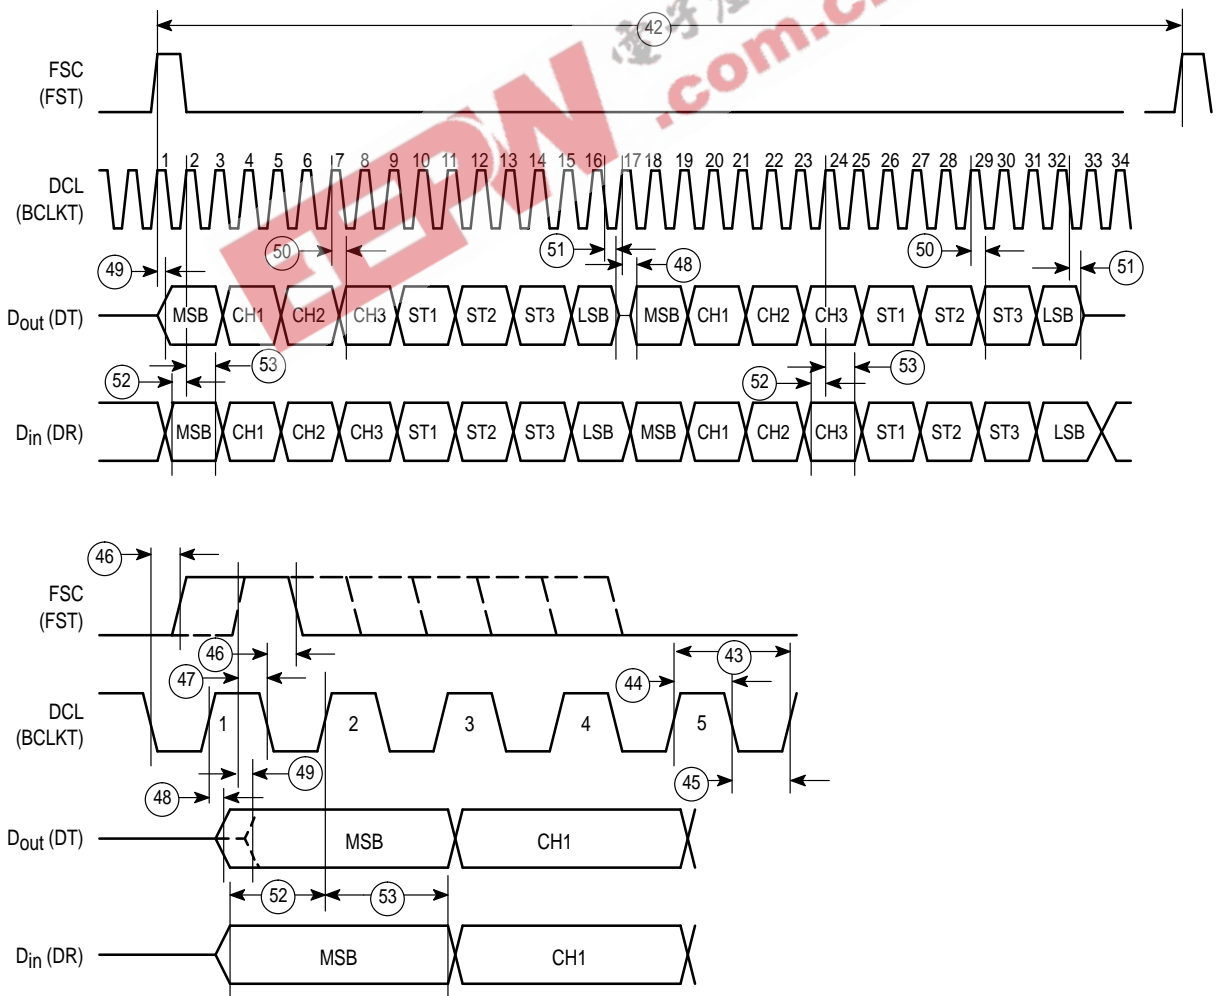 42
FSC
(FST)
1 2 3 4 5 6 7 8 9 10 11 12 13 14 15 16 17 18 19 20 21 22 23 24 25 26 27 28 29 30 31 32 33 34
DCL
(BCLKT)
50 51 48 50 51
49
Dout (DT) MSB CH1 CH2 CH3 ST1 ST2 ST3 LSB MSB CH1 CH2 CH3 ST1 ST2 ST3 LSB
52 53 52 53
Din (DR) MSB CH1 CH2 CH3 ST1 ST2 ST3 LSB MSB CH1 CH2 CH3 ST1 ST2 ST3 LSB
46
FSC
(FST)
46 43
47 44
DCL
(BCLKT)
1 2 3 4 5
49 45
48
Dout (DT) MSB CH1
52 53
Din (DR) MSB CH1
EEPW
.com.c
電子